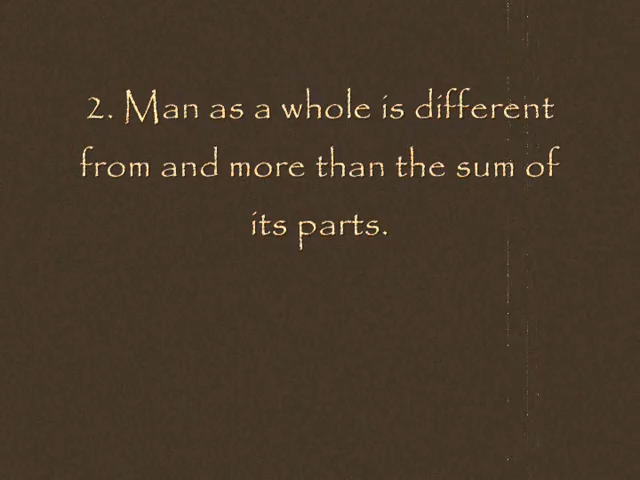 2. Man as a whole is different
from and more than the sum of
its parts.